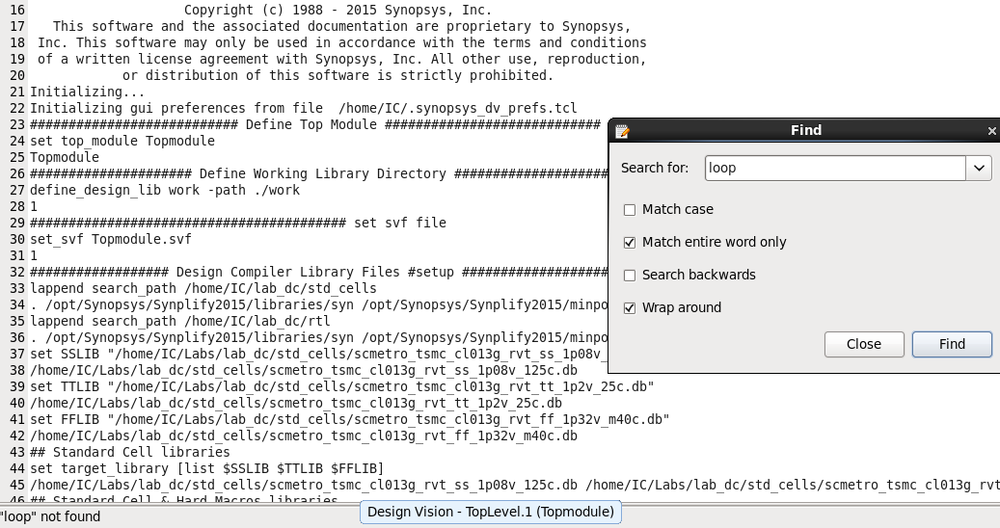 16 Copyright (c) 1988 - 2015 Synopsys, Inc.
17 This software and the associated documentation are proprietary to Synopsys,
18 Inc. This software may only be used in accordance with the terms and conditions
19 of a written license agreement with Synopsys, Inc. All other use, reproduction,
20 or distribution of this software is strictly prohibited.
21 Initializing...
22 Initializing gui preferences from file /home/IC/.synopsys_dv_prefs.tcl
23 ########################### Define Top Module ############################
24 set top_module Topmodule
25 Topmodule
26 ##################### Define Working Library Directory ####################
27 define_design_lib work -path ./work
28 1
29 ######################################### set svf file
30 set_svf Topmodule.svf
31 1
32 ################## Design Compiler Library Files #setup ###################
33 lappend search_path /home/IC/lab_dc/std_cells
34 . /opt/Synopsys/Synplify2015/libraries/syn /opt/Synopsys/Synplify2015/minpo
35 lappend search_path /home/IC/lab_dc/rtl
36 . /opt/Synopsys/Synplify2015/libraries/syn /opt/Synopsys/Synplify2015/minpo
37 set SSLIB "/home/IC/Labs/lab_dc/std_cells/scmetro_tsmc_cl013g_rvt_ss_1p08v_
38 /home/IC/Labs/lab_dc/std_cells/scmetro_tsmc_cl013g_rvt_ss_1p08v_125c.db
39 set TTLIB "/home/IC/Labs/lab_dc/std_cells/scmetro_tsmc_cl013g_rvt_tt_1p2v_25c.db"
40 /home/IC/Labs/lab_dc/std_cells/scmetro_tsmc_cl013g_rvt_tt_1p2v_25c.db
41 set FFLIB "/home/IC/Labs/lab_dc/std_cells/scmetro_tsmc_cl013g_rvt_ff_1p32v_m40c.db"
42 /home/IC/Labs/lab_dc/std_cells/scmetro_tsmc_cl013g_rvt_ff_1p32v_m40c.db
43 ## Standard Cell libraries
44 set target_library [list $SSLIB $TTLIB $FFLIB]
45 /home/IC/Labs/lab_dc/std_cells/scmetro_tsmc_cl013g_rvt_ss_1p08v_125c.db /home/IC/Labs/lab_dc/std_cells/scmetro_tsmc_cl013g_rvt
46 ## Standard Cell & Hard Macros libraries
Find
Search for: loop
Match case
Match entire word only
Search backwards
Wrap around
Close Find
"loop" not found
Design Vision - TopLevel.1 (Topmodule)